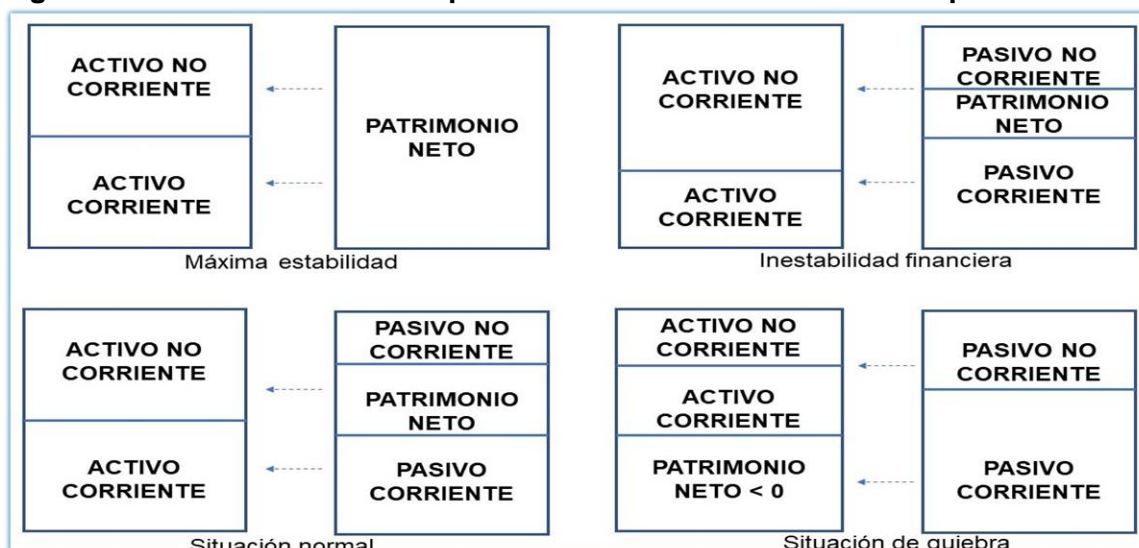 ACTIVO NO
CORRIENTE
ACTIVO
CORRIENTE
PATRIMONIO
NETO
Máxima estabilidad
ACTIVO NO
CORRIENTE
ACTIVO
CORRIENTE
PASIVO NO
CORRIENTE
PATRIMONIO
NETO
PASIVO
CORRIENTE
Inestabilidad financiera
ACTIVO NO
CORRIENTE
ACTIVO
CORRIENTE
PASIVO NO
CORRIENTE
PATRIMONIO
NETO
PASIVO
CORRIENTE
Situación normal
ACTIVO NO
CORRIENTE
ACTIVO
CORRIENTE
PATRIMONIO
NETO < 0
PASIVO NO
CORRIENTE
PASIVO
CORRIENTE
Situación de quiebra